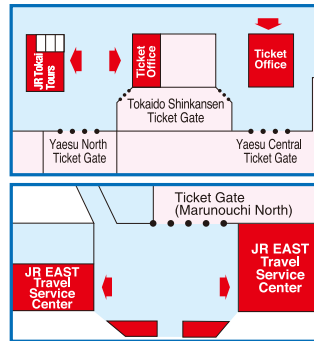 JR Tokai
Tours
Ticket
Office
Ticket
Office
Tokaido Shinkansen
Ticket Gate
Yaesu North
Ticket Gate
Yaesu Central
Ticket Gate
Ticket Gate
(Marunouchi North)
JR EAST
Travel
Service
Center
JR EAST
Travel
Service
Center